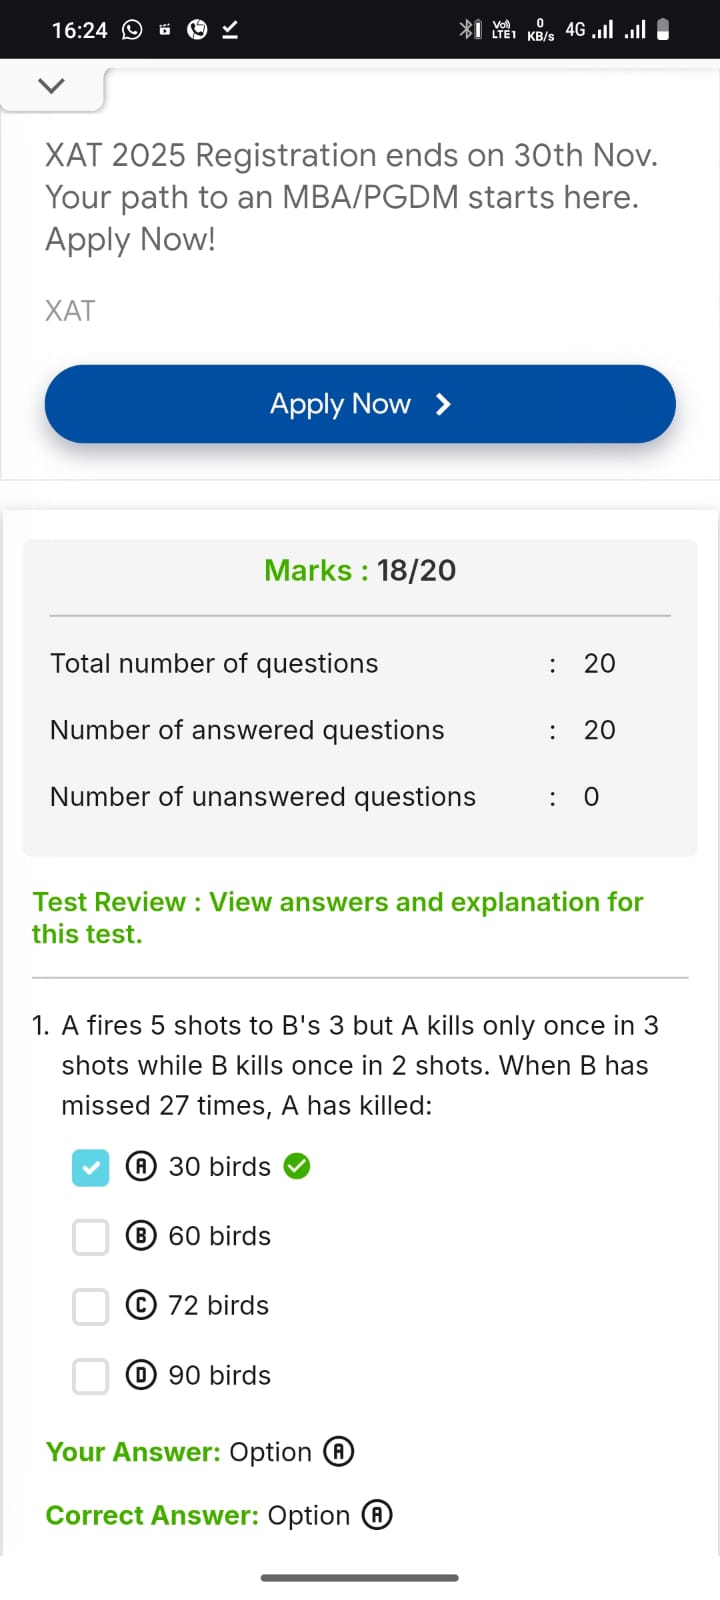 16:24
Vo) 0 4G
LTE1 KB/s
XAT 2025 Registration ends on 30th Nov.
Your path to an MBA/PGDM starts here.
Apply Now!
XAT
Apply Now
Marks : 18/20
Total number of questions : 20
Number of answered questions : 20
Number of unanswered questions : 0
Test Review : View answers and explanation for
this test.
1. A fires 5 shots to B's 3 but A kills only once in 3
shots while B kills once in 2 shots. When B has
missed 27 times, A has killed:
A 30 birds
B 60 birds
C 72 birds
D 90 birds
Your Answer: Option A
Correct Answer: Option A